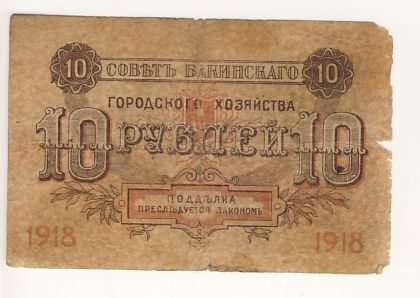 10 СОВѢТЪ БАКИНСКАГО 10
ГОРОДСКОГО ХОЗЯЙСТВА
10 РУБЛЕЙ 10
ПОДДѢЛКА
ПРЕСЛѢДУЕТСЯ ЗАКОНОМЪ
1918 1918